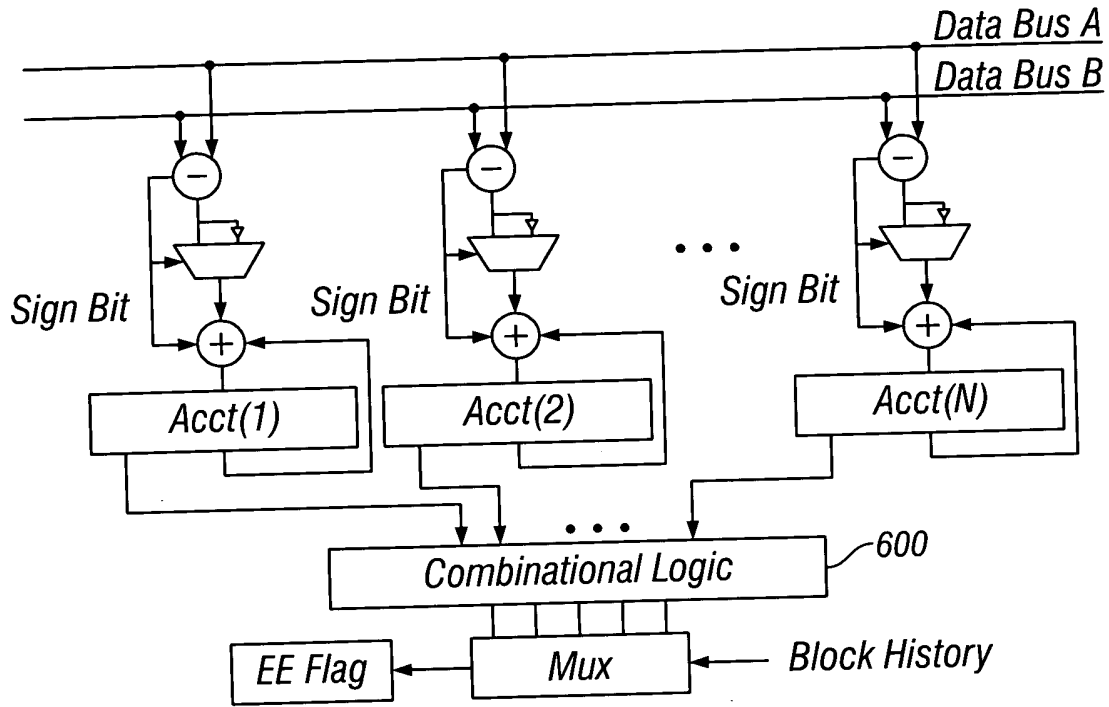 Data Bus A
Data Bus B
−
−
−
Sign Bit
Sign Bit
Sign Bit
+
+
+
Acct(1)
Acct(2)
Acct(N)
Combinational Logic
600
EE Flag
Mux
Block History